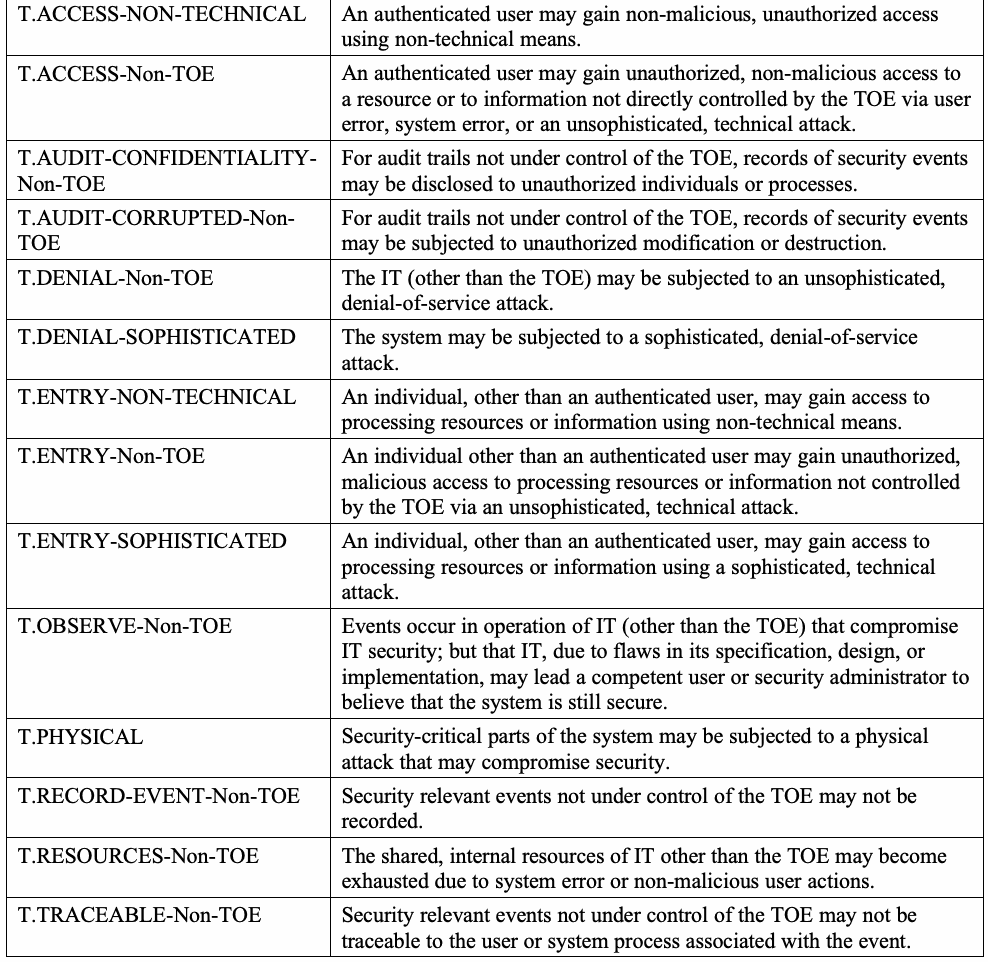 T.ACCESS-NON-TECHNICAL
An authenticated user may gain non-malicious, unauthorized access
using non-technical means.
T.ACCESS-Non-TOE
An authenticated user may gain unauthorized, non-malicious access to
a resource or to information not directly controlled by the TOE via user
error, system error, or an unsophisticated, technical attack.
T.AUDIT-CONFIDENTIALITY-
Non-TOE
For audit trails not under control of the TOE, records of security events
may be disclosed to unauthorized individuals or processes.
T.AUDIT-CORRUPTED-Non-
TOE
For audit trails not under control of the TOE, records of security events
may be subjected to unauthorized modification or destruction.
T.DENIAL-Non-TOE
The IT (other than the TOE) may be subjected to an unsophisticated,
denial-of-service attack.
T.DENIAL-SOPHISTICATED
The system may be subjected to a sophisticated, denial-of-service
attack.
T.ENTRY-NON-TECHNICAL
An individual, other than an authenticated user, may gain access to
processing resources or information using non-technical means.
T.ENTRY-Non-TOE
An individual other than an authenticated user may gain unauthorized,
malicious access to processing resources or information not controlled
by the TOE via an unsophisticated, technical attack.
T.ENTRY-SOPHISTICATED
An individual, other than an authenticated user, may gain access to
processing resources or information using a sophisticated, technical
attack.
T.OBSERVE-Non-TOE
Events occur in operation of IT (other than the TOE) that compromise
IT security; but that IT, due to flaws in its specification, design, or
implementation, may lead a competent user or security administrator to
believe that the system is still secure.
T.PHYSICAL
Security-critical parts of the system may be subjected to a physical
attack that may compromise security.
T.RECORD-EVENT-Non-TOE
Security relevant events not under control of the TOE may not be
recorded.
T.RESOURCES-Non-TOE
The shared, internal resources of IT other than the TOE may become
exhausted due to system error or non-malicious user actions.
T.TRACEABLE-Non-TOE
Security relevant events not under control of the TOE may not be
traceable to the user or system process associated with the event.